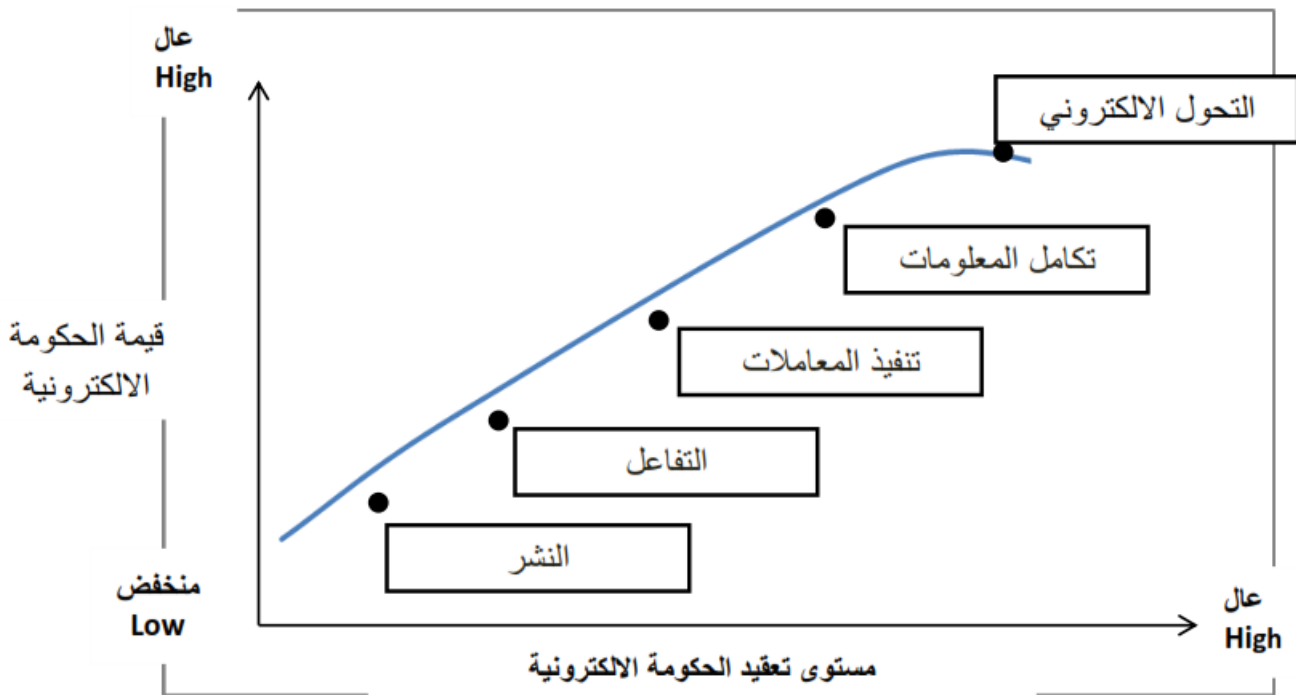 عال
High
التحول الالكتروني
تكامل المعلومات
قيمة الحكومة
الالكترونية
تنفيذ المعاملات
التفاعل
النشر
منخفض
Low
عال
High
مستوى تعقيد الحكومة الالكترونية